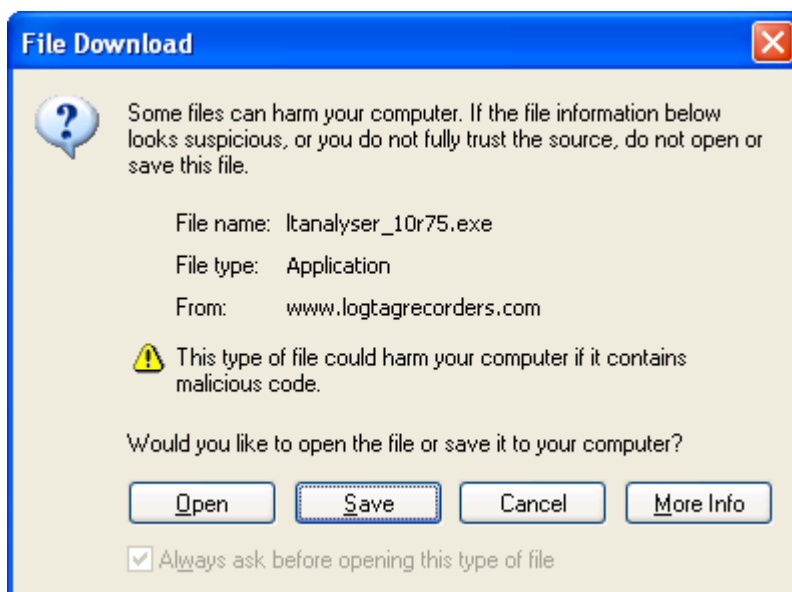 File Download
Some files can harm your computer. If the file information below
looks suspicious, or you do not fully trust the source, do not open or
save this file.
File name: ltanalyser_10r75.exe
File type: Application
From: www.logtagrecorders.com
This type of file could harm your computer if it contains
malicious code.
Would you like to open the file or save it to your computer?
Open Save Cancel More Info
Always ask before opening this type of file